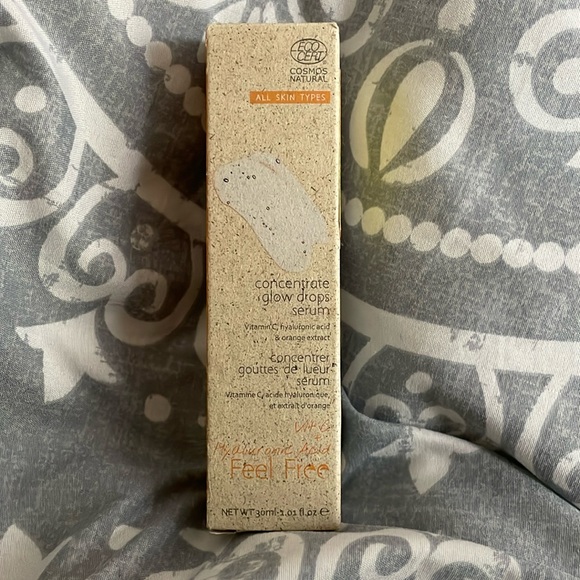 ECO
CERT
COSMOS
NATURAL
ALL SKIN TYPES
concentrate
glow drops
serum
Vitamin C, hyaluronic acid
& orange extract
concentrer
gouttes de lueur
sérum
Vitamine C, acide hyaluronique,
et extrait d'orange
Vit C
+
Hyaluronic Acid
Feel Free
NET WT 30ml-1.01 fl.oz ℮